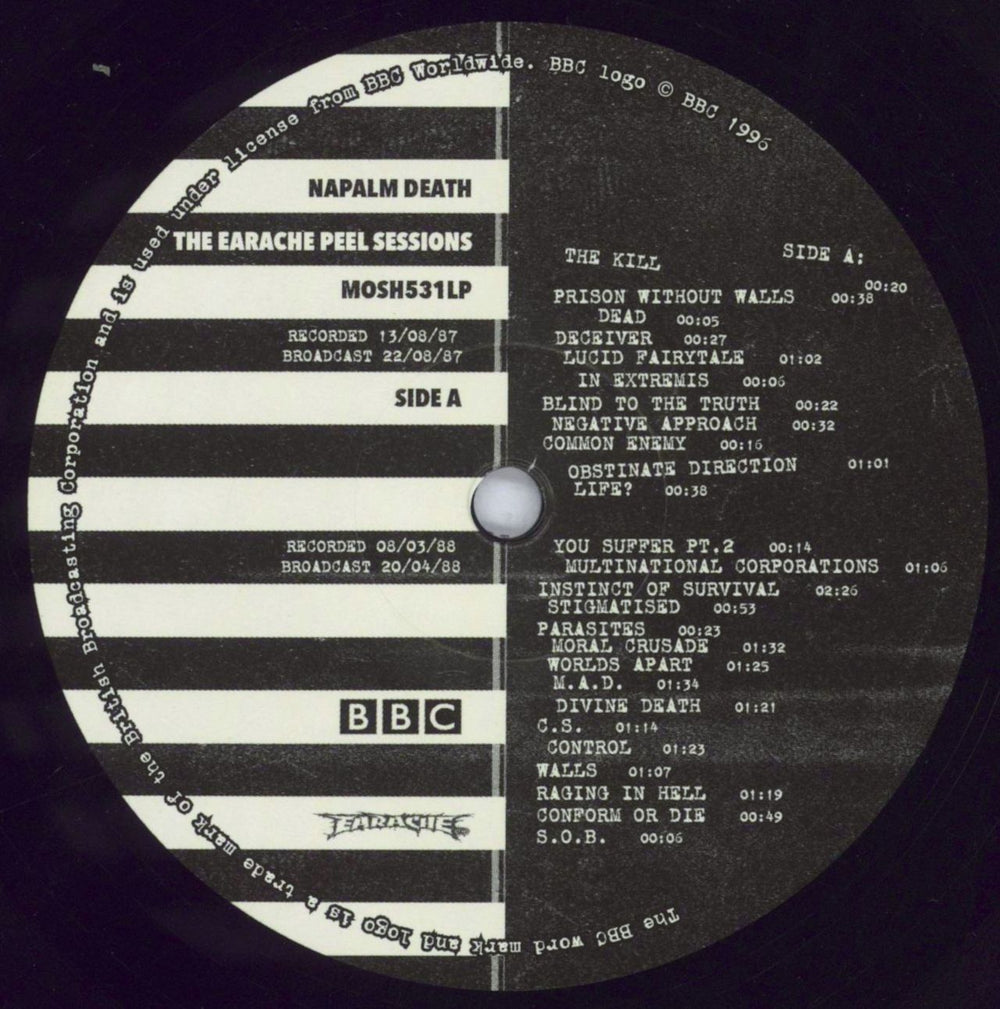 The BBC word mark and logo is a trade mark of the British Broadcasting Corporation and is used under license from BBC Worldwide. BBC logo © BBC 1996
NAPALM DEATH
THE EARACHE PEEL SESSIONS
MOSH531LP
RECORDED 13/08/87
BROADCAST 22/08/87
SIDE A
RECORDED 08/03/88
BROADCAST 20/04/88
BBC
EARACHE
SIDE A:
THE KILL 00:20
PRISON WITHOUT WALLS 00:38
DEAD 00:05
DECEIVER 00:27
LUCID FAIRYTALE 01:02
IN EXTREMIS 00:06
BLIND TO THE TRUTH 00:22
NEGATIVE APPROACH 00:32
COMMON ENEMY 00:16
OBSTINATE DIRECTION 01:01
LIFE? 00:38
YOU SUFFER PT.2 00:14
MULTINATIONAL CORPORATIONS 01:06
INSTINCT OF SURVIVAL 02:26
STIGMATISED 00:53
PARASITES 00:23
MORAL CRUSADE 01:32
WORLDS APART 01:25
M.A.D. 01:34
DIVINE DEATH 01:21
C.S. 01:14
CONTROL 01:23
WALLS 01:07
RAGING IN HELL 01:19
CONFORM OR DIE 00:49
S.O.B. 00:06